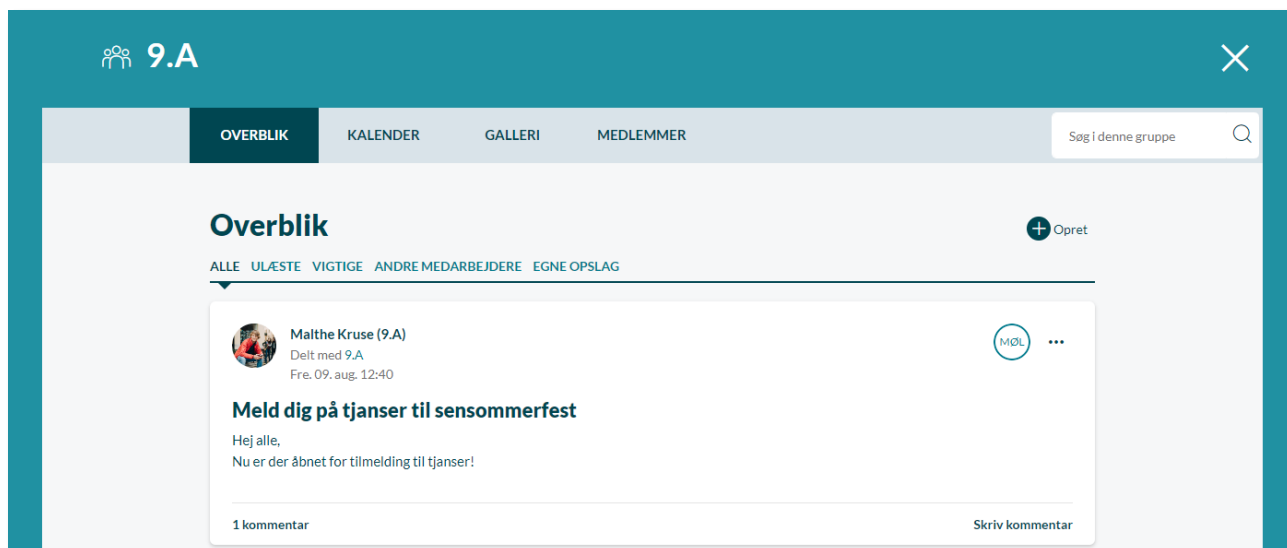 9.A
OVERBLIK KALENDER GALLERI MEDLEMMER Søg i denne gruppe
Overblik
Opret
ALLE ULÆSTE VIGTIGE ANDRE MEDARBEJDERE EGNE OPSLAG
Malthe Kruse (9.A)
MØL
Delt med 9.A
Fre. 09. aug. 12:40
Meld dig på tjanser til sensommerfest
Hej alle,
Nu er der åbnet for tilmelding til tjanser!
1 kommentar Skriv kommentar